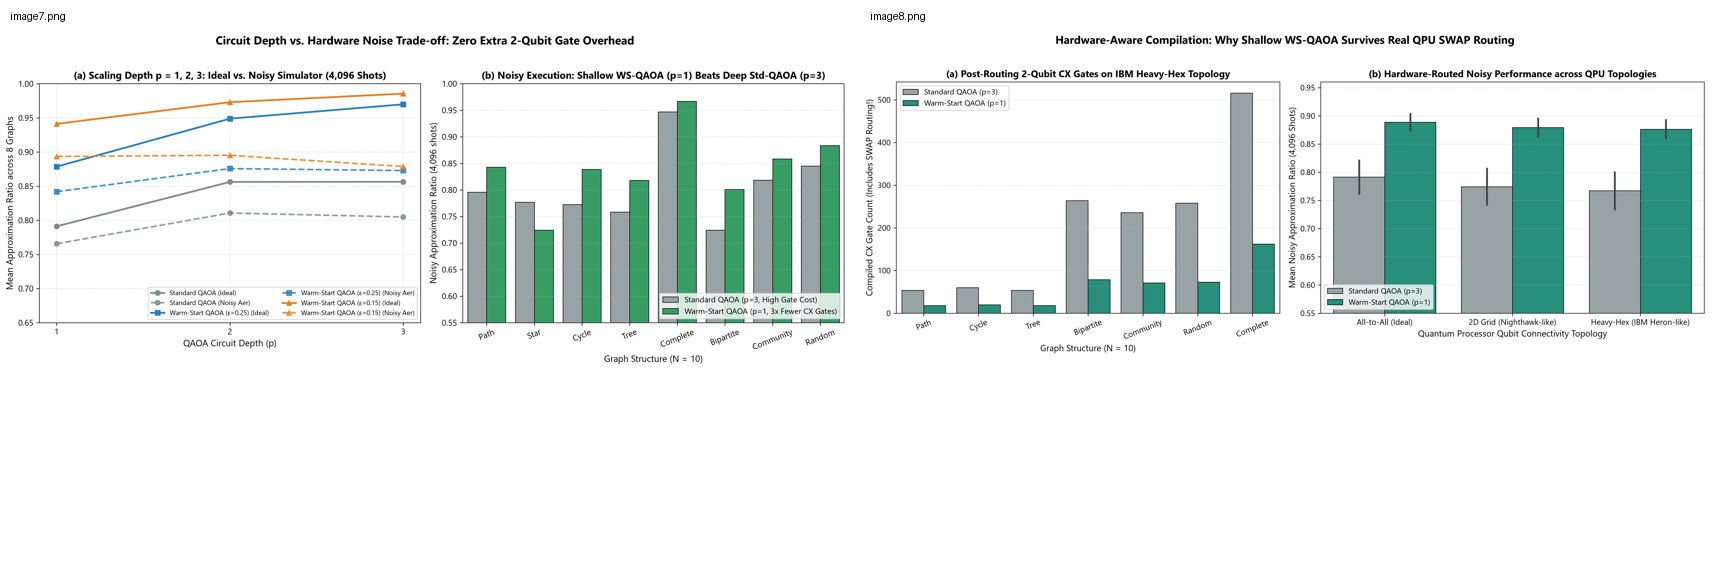 image7.png
Circuit Depth vs. Hardware Noise Trade-off: Zero Extra 2-Qubit Gate Overhead
(a) Scaling Depth p = 1, 2, 3: Ideal vs. Noisy Simulator (4,096 Shots)
Mean Approximation Ratio across 8 Graphs
1.00
0.95
0.90
0.85
0.80
0.75
0.70
0.65
Standard QAOA (Ideal)
Standard QAOA (Noisy Aer)
Warm-Start QAOA (ε=0.25) (Ideal)
Warm-Start QAOA (ε=0.25) (Noisy Aer)
Warm-Start QAOA (ε=0.15) (Ideal)
Warm-Start QAOA (ε=0.15) (Noisy Aer)
1 2 3
QAOA Circuit Depth (p)
(b) Noisy Execution: Shallow WS-QAOA (p=1) Beats Deep Std-QAOA (p=3)
Noisy Approximation Ratio (4,096 shots)
1.00
0.95
0.90
0.85
0.80
0.75
0.70
0.65
0.60
0.55
Standard QAOA (p=3, High Gate Cost)
Warm-Start QAOA (p=1, 3x Fewer CX Gates)
Path Star Cycle Tree Complete Bipartite Community Random
Graph Structure (N = 10)
image8.png
Hardware-Aware Compilation: Why Shallow WS-QAOA Survives Real QPU SWAP Routing
(a) Post-Routing 2-Qubit CX Gates on IBM Heavy-Hex Topology
Compiled CX Gate Count (Includes SWAP Routing!)
500
400
300
200
100
0
Standard QAOA (p=3)
Warm-Start QAOA (p=1)
Path Cycle Tree Bipartite Community Random Complete
Graph Structure (N = 10)
(b) Hardware-Routed Noisy Performance across QPU Topologies
Mean Noisy Approximation Ratio (4,096 Shots)
0.95
0.90
0.85
0.80
0.75
0.70
0.65
0.60
0.55
Standard QAOA (p=3)
Warm-Start QAOA (p=1)
All-to-All (Ideal) 2D Grid (Nighthawk-like) Heavy-Hex (IBM Heron-like)
Quantum Processor Qubit Connectivity Topology